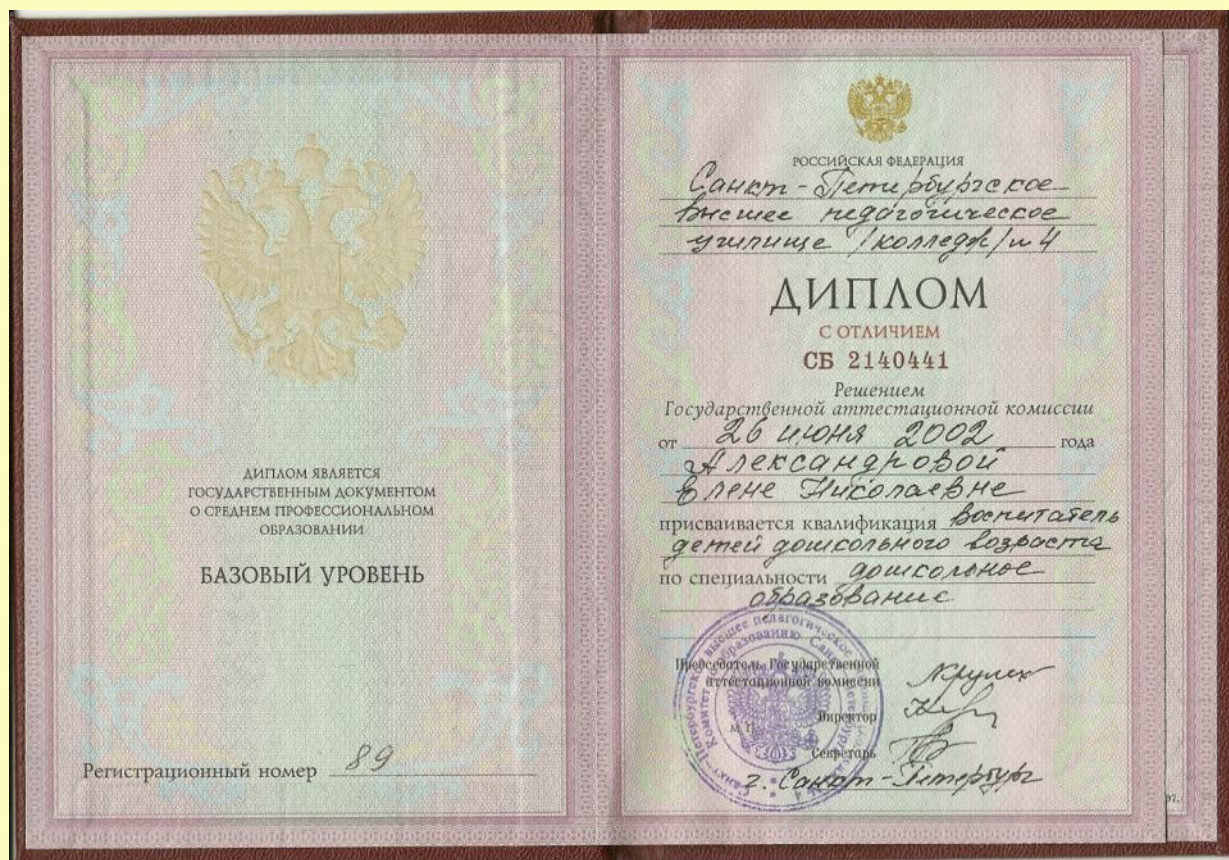 ДИПЛОМ ЯВЛЯЕТСЯ
ГОСУДАРСТВЕННЫМ ДОКУМЕНТОМ
О СРЕДНЕМ ПРОФЕССИОНАЛЬНОМ
ОБРАЗОВАНИИ
БАЗОВЫЙ УРОВЕНЬ
Регистрационный номер 89
РОССИЙСКАЯ ФЕДЕРАЦИЯ
Санкт-Петербургское
высшее педагогическое
училище /колледж/ № 4
ДИПЛОМ
С ОТЛИЧИЕМ
СБ 2140441
Решением
Государственной аттестационной комиссии
от 26 июня 2002 года
Александровой
Елене Николаевне
присваивается квалификация воспитатель
детей дошкольного возраста
по специальности дошкольное
образование
Председатель Государственной
аттестационной комиссии
Директор
М.П.
Секретарь
г. Санкт-Петербург